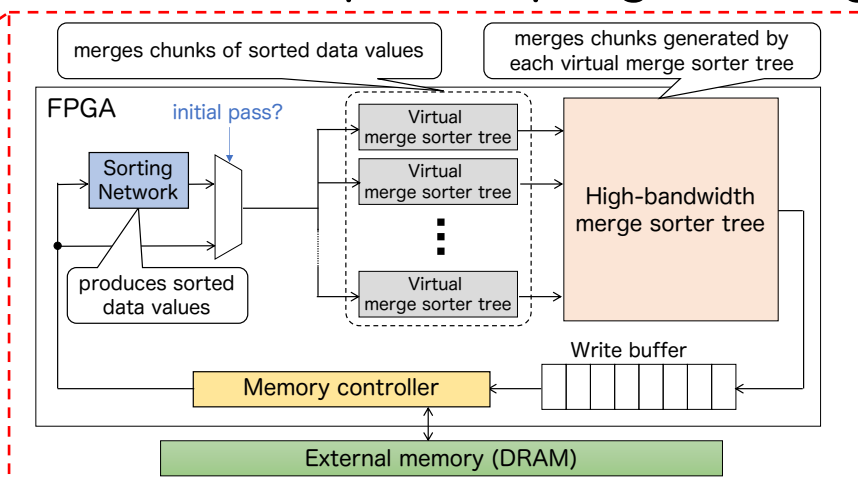 merges chunks of sorted data values
merges chunks generated by
each virtual merge sorter tree
FPGA
initial pass?
Sorting
Network
produces sorted
data values
Virtual
merge sorter tree
Virtual
merge sorter tree
Virtual
merge sorter tree
High-bandwidth
merge sorter tree
Write buffer
Memory controller
External memory (DRAM)